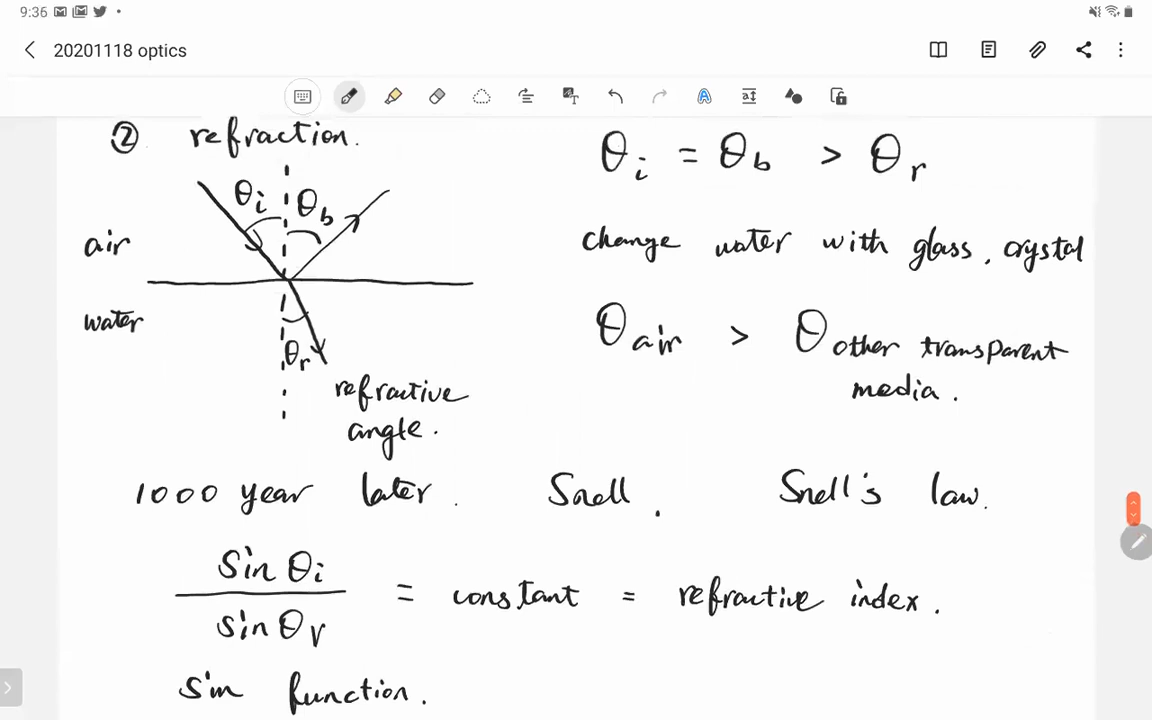 9:36
20201118 optics
② refraction.
θi = θb > θr
θi θb
air
change water with glass, crystal
water
θair > θother transparent
media.
θr
refractive
angle.
1000 year later. Snell. Snell's law.
sin θi
sin θr
= constant = refractive index.
sin function.